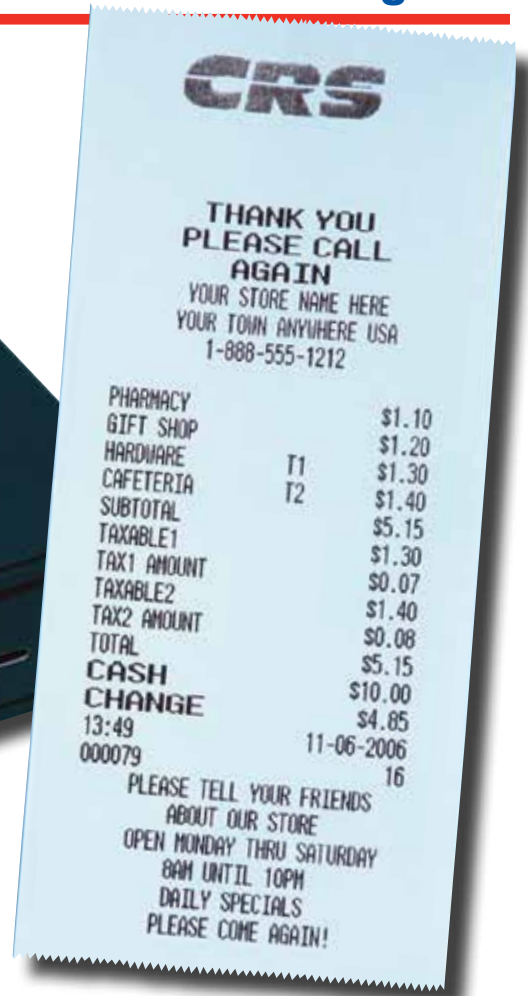 CRS
THANK YOU
PLEASE CALL
AGAIN
YOUR STORE NAME HERE
YOUR TOWN ANYWHERE USA
1-888-555-1212
PHARMACY $1.10
GIFT SHOP $1.20
HARDWARE T1 $1.30
CAFETERIA T2 $1.40
SUBTOTAL $5.15
TAXABLE1 $1.30
TAX1 AMOUNT $0.07
TAXABLE2 $1.40
TAX2 AMOUNT $0.08
TOTAL $5.15
CASH $10.00
CHANGE $4.85
13:49 11-06-2006
000079 16
PLEASE TELL YOUR FRIENDS
ABOUT OUR STORE
OPEN MONDAY THRU SATURDAY
8AM UNTIL 10PM
DAILY SPECIALS
PLEASE COME AGAIN!